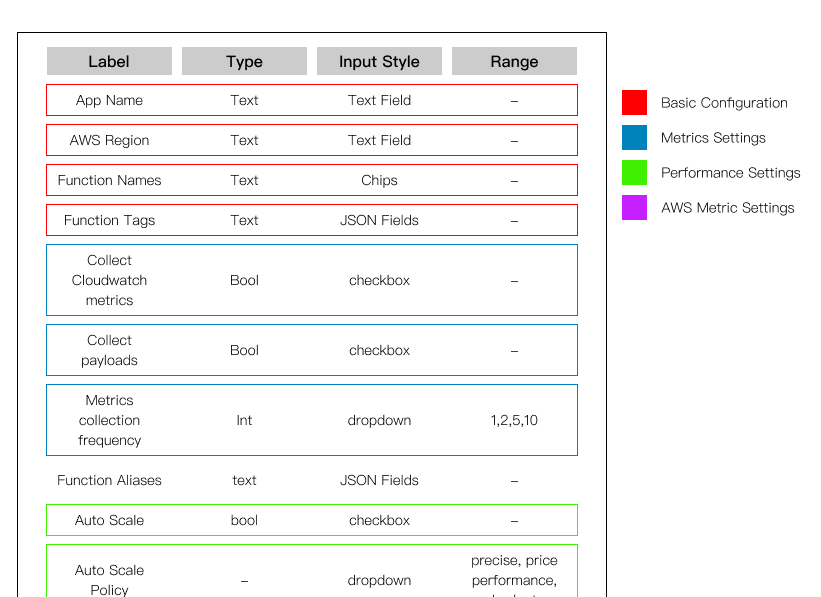 Label Type Input Style Range
App Name Text Text Field –
AWS Region Text Text Field –
Function Names Text Chips –
Function Tags Text JSON Fields –
Collect
Cloudwatch Bool checkbox –
metrics
Collect
payloads Bool checkbox –
Metrics
collection Int dropdown 1,2,5,10
frequency
Function Aliases text JSON Fields –
Auto Scale bool checkbox –
Auto Scale
Policy – dropdown precise, price
performance,
Basic Configuration
Metrics Settings
Performance Settings
AWS Metric Settings